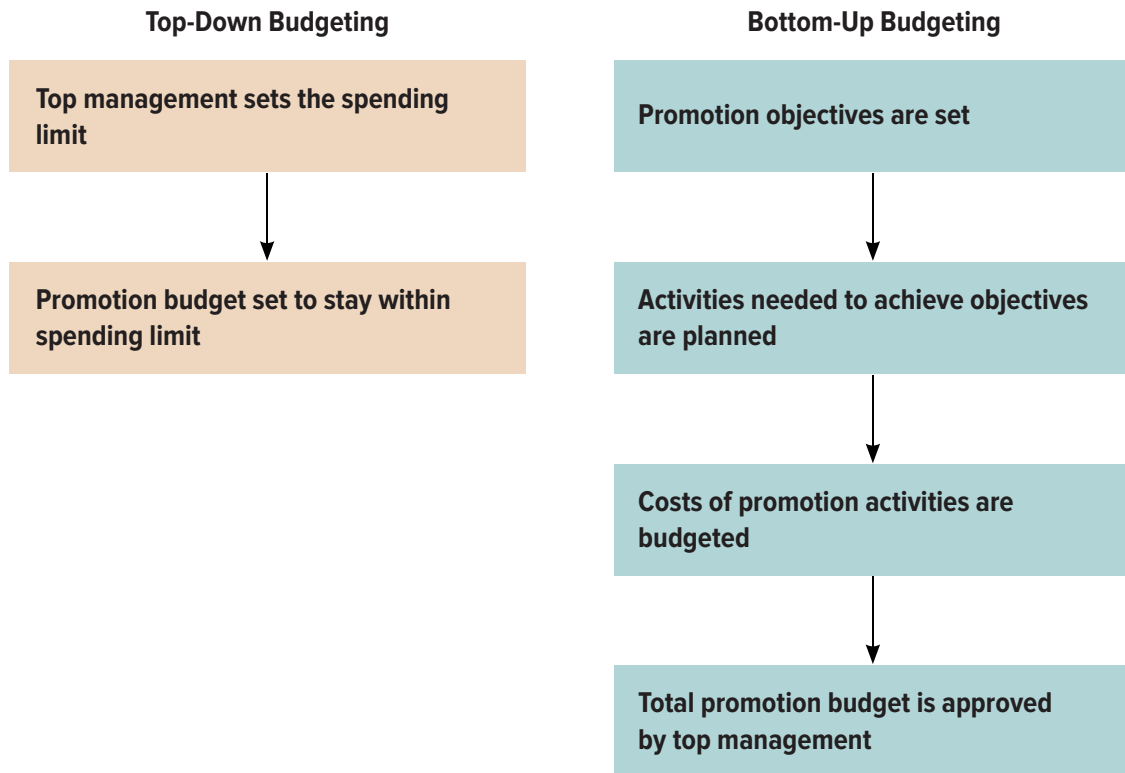 Top-Down Budgeting
Top management sets the spending
limit
Promotion budget set to stay within
spending limit
Bottom-Up Budgeting
Promotion objectives are set
Activities needed to achieve objectives
are planned
Costs of promotion activities are
budgeted
Total promotion budget is approved
by top management